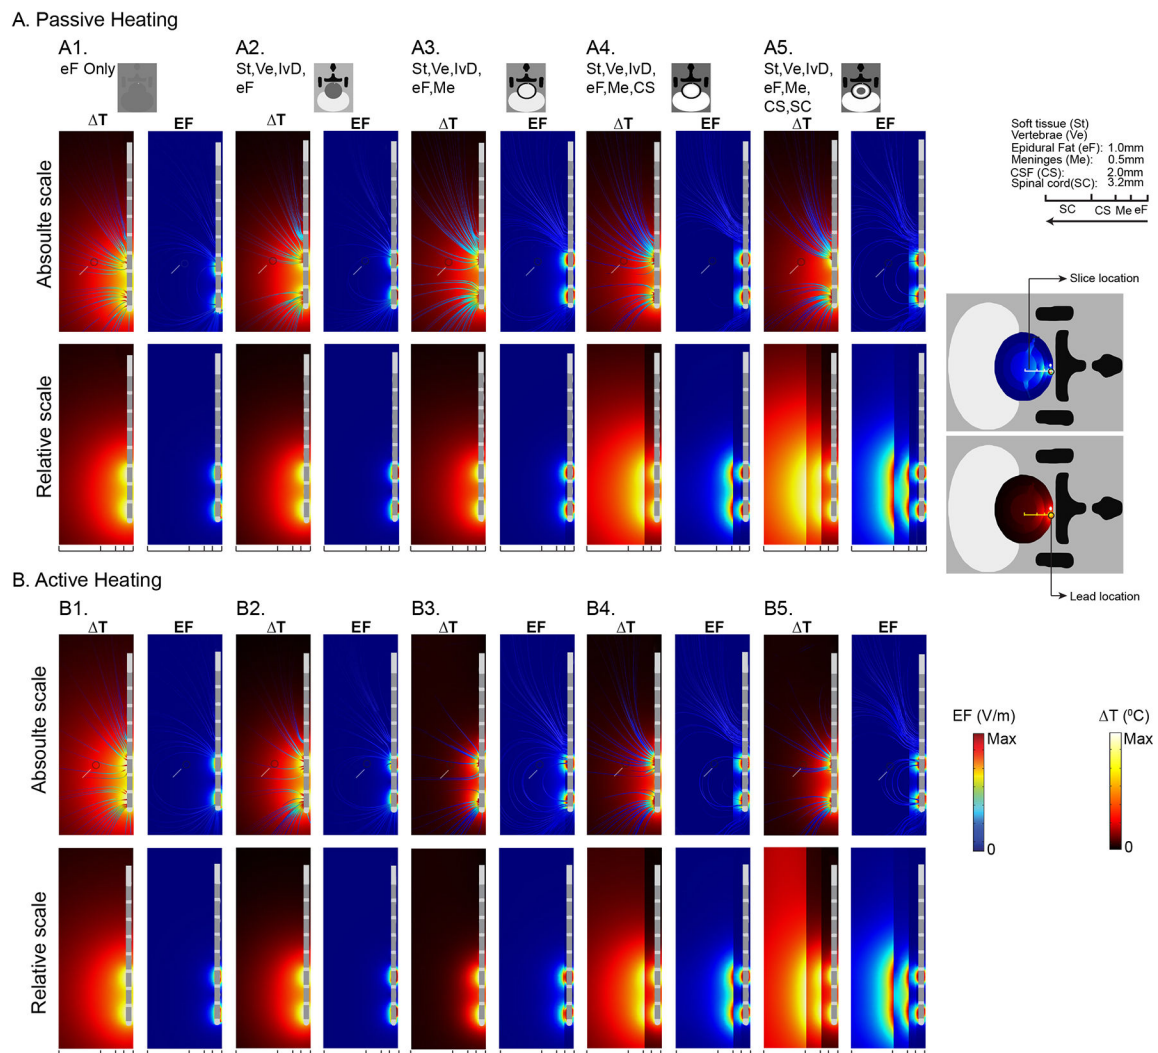 A. Passive Heating
A1.
eF Only
A2.
St,Ve,IvD,
eF
A3.
St,Ve,IvD,
eF,Me
A4.
St,Ve,IvD,
eF,Me,CS
A5.
St,Ve,IvD,
eF,Me,
CS,SC
ΔT EF ΔT EF ΔT EF ΔT EF ΔT EF
Absoulte scale
Relative scale
Soft tissue (St)
Vertebrae (Ve)
Epidural Fat (eF): 1.0mm
Meninges (Me): 0.5mm
CSF (CS): 2.0mm
Spinal cord(SC): 3.2mm
SC CS Me eF
Slice location
Lead location
B. Active Heating
B1. B2. B3. B4. B5.
ΔT EF ΔT EF ΔT EF ΔT EF ΔT EF
Absoulte scale
Relative scale
EF (V/m) ΔT (⁰C)
Max Max
0 0